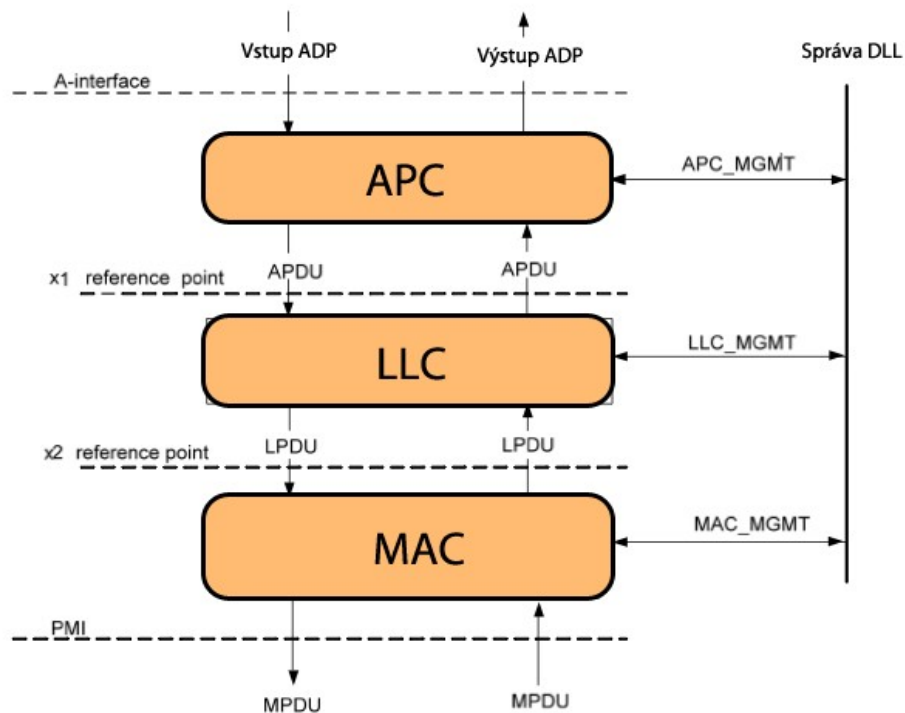 Vstup ADP
Výstup ADP
Správa DLL
A-interface
APC
APC_MGMT
APDU
APDU
x1 reference point
LLC
LLC_MGMT
LPDU
LPDU
x2 reference point
MAC
MAC_MGMT
PMI
MPDU
MPDU